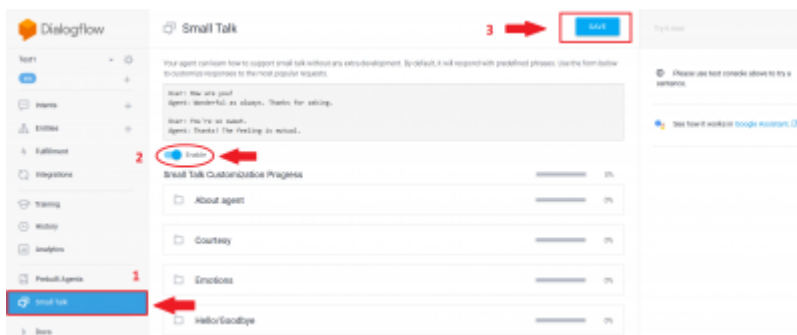 Dialogflow
Test1
en
Intents
Entities
Fulfillment
Integrations
Training
History
Analytics
Prebuilt Agents
1
Small Talk
Docs
Small Talk
3
SAVE
Your agent can learn how to support small talk without any extra development. By default, it will respond with predefined phrases. Use the form below
to customize responses to the most popular requests.
User: How are you?
Agent: Wonderful as always. Thanks for asking.
User: You're so sweet.
Agent: Thanks! The feeling is mutual.
2
Enable
Small Talk Customization Progress 0%
About agent 0%
Courtesy 0%
Emotions 0%
Hello/Goodbye 0%
Try it now
Please use test console above to try a
sentence.
See how it works in Google Assistant.